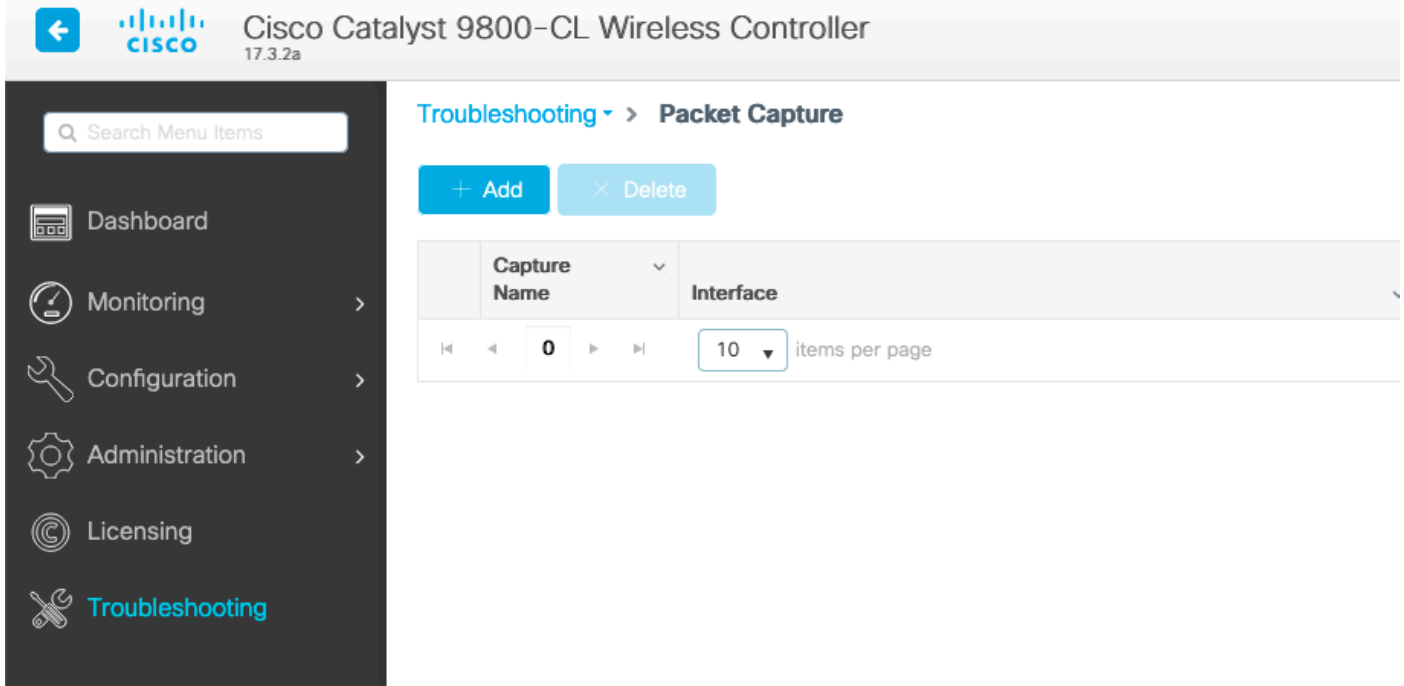 CISCO
Cisco Catalyst 9800-CL Wireless Controller
17.3.2a
Search Menu Items
Dashboard
Monitoring
Configuration
Administration
Licensing
Troubleshooting
Troubleshooting > Packet Capture
+ Add × Delete
Capture
Name Interface
0 10 items per page